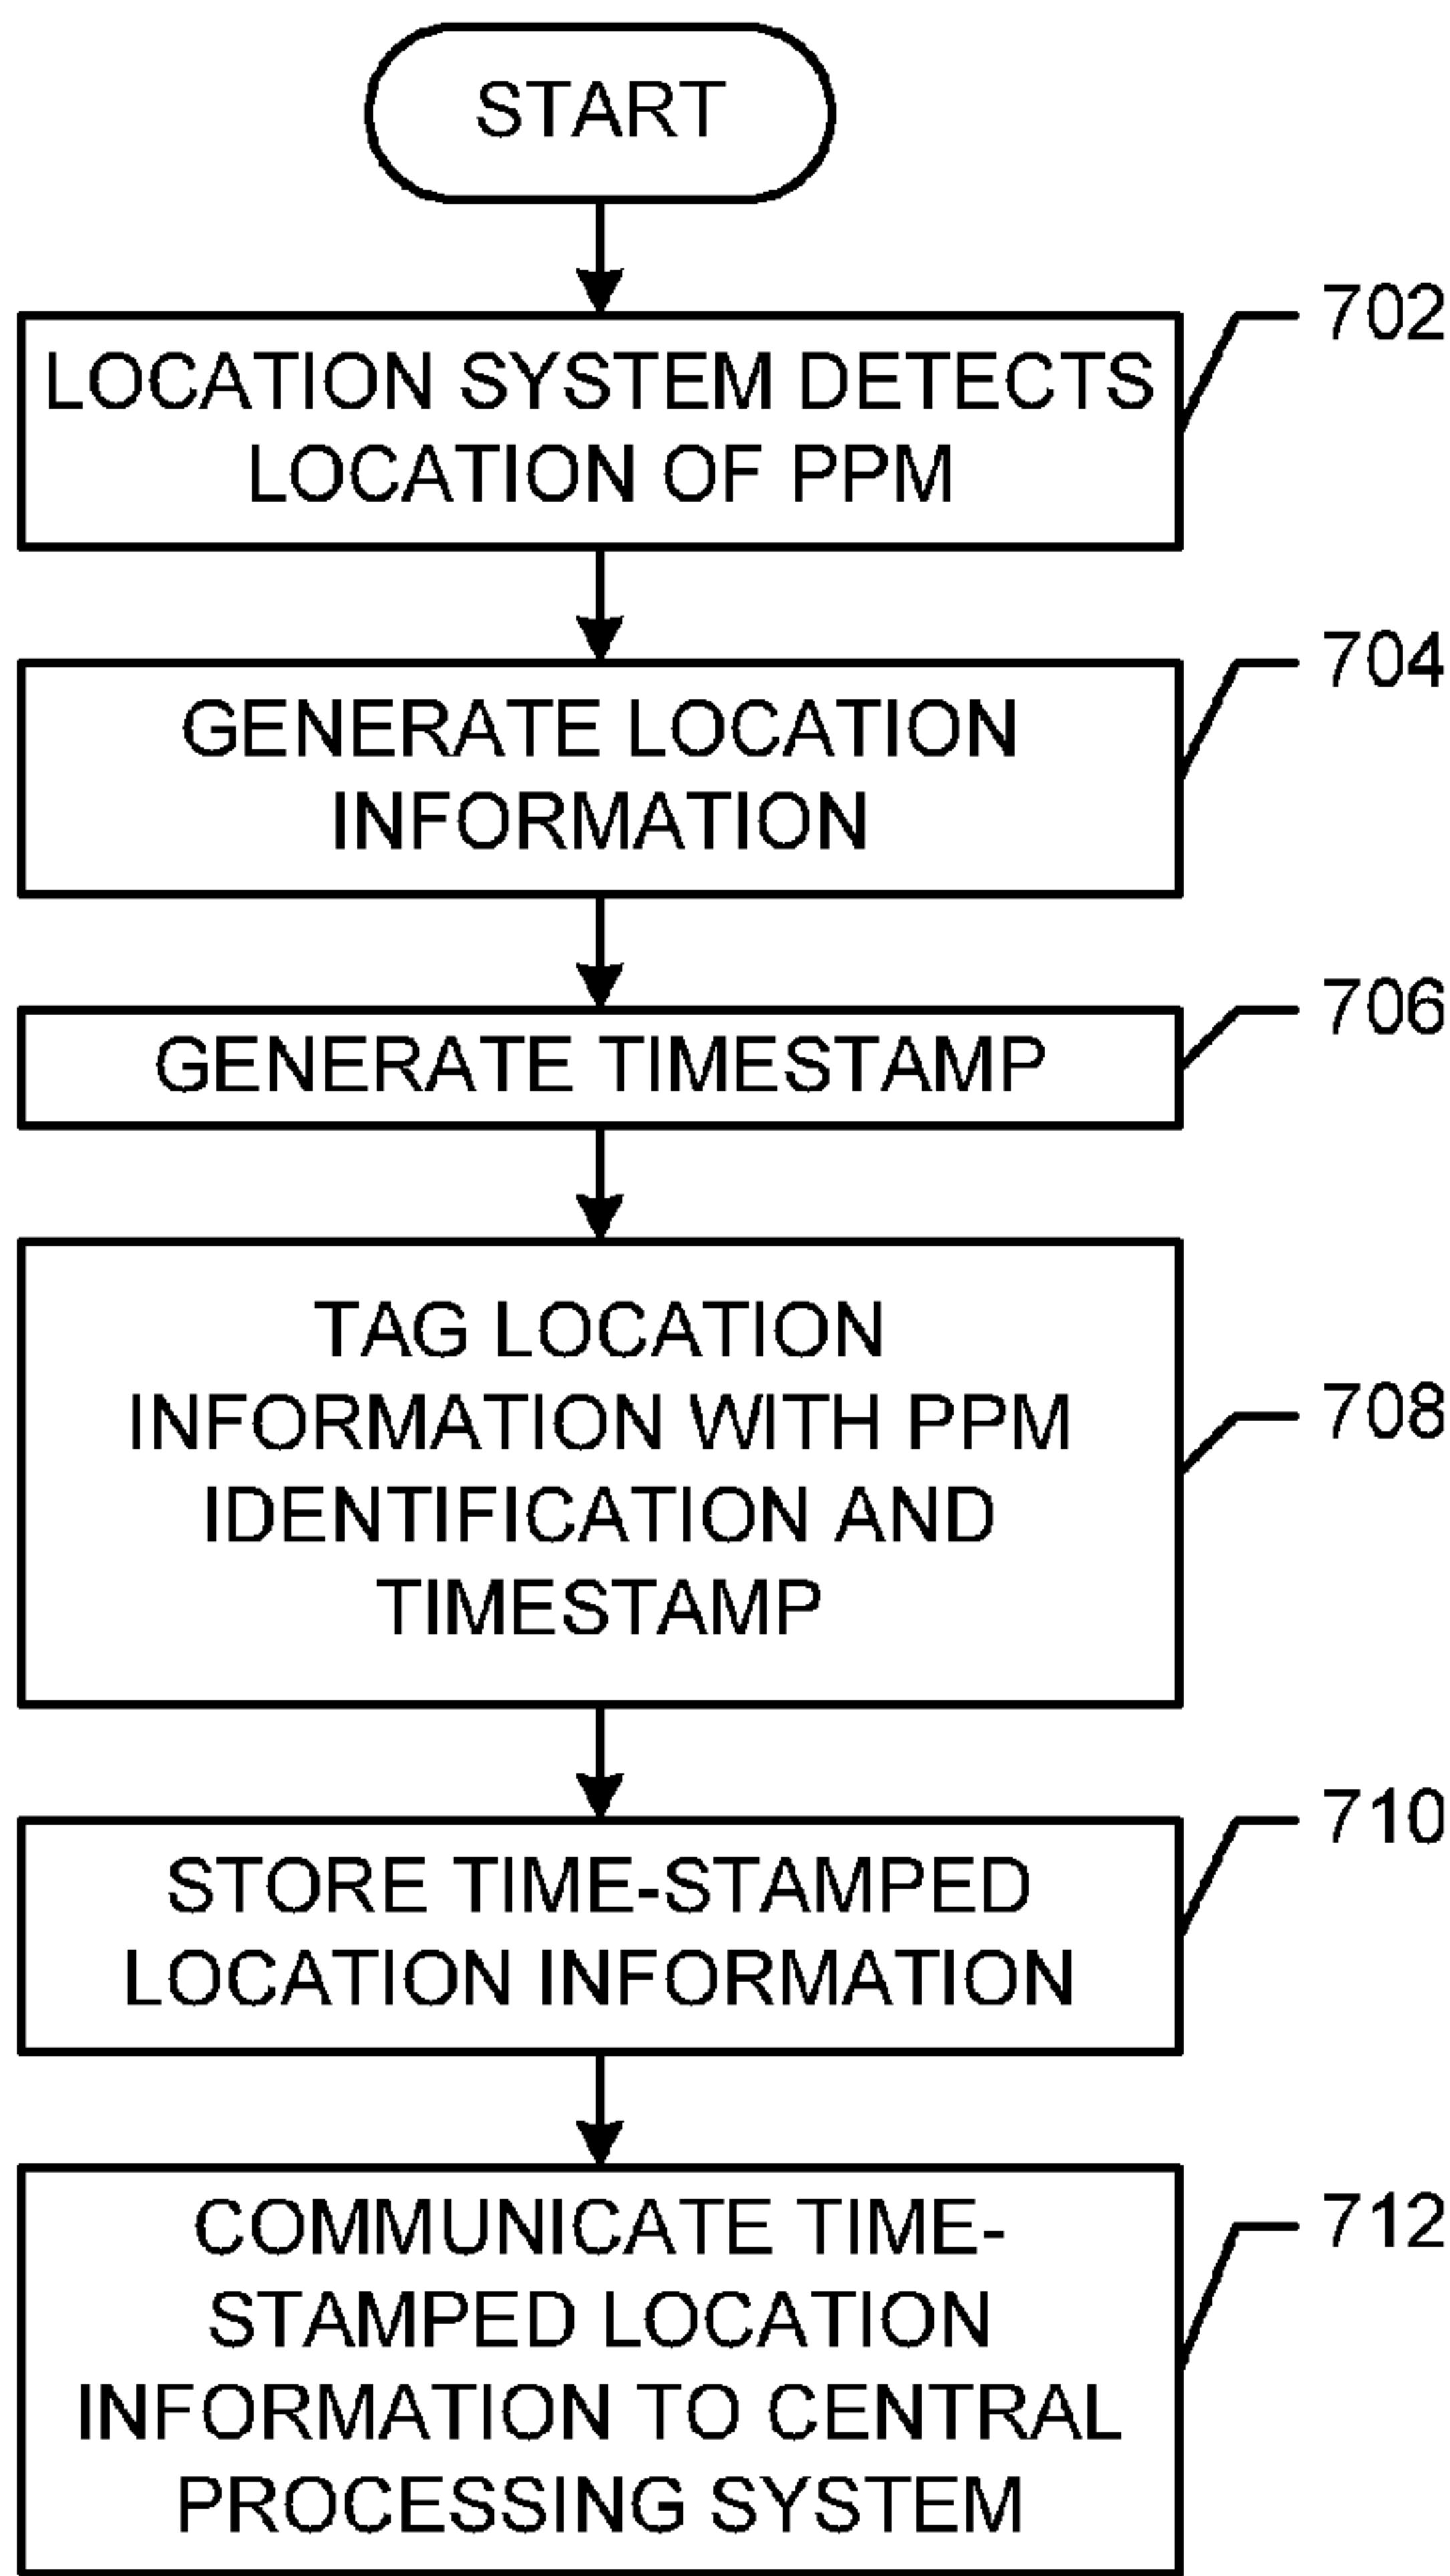 START
702
LOCATION SYSTEM DETECTS
LOCATION OF PPM
704
GENERATE LOCATION
INFORMATION
706
GENERATE TIMESTAMP
TAG LOCATION
INFORMATION WITH PPM
708
IDENTIFICATION AND
TIMESTAMP
710
STORE TIME-STAMPED
LOCATION INFORMATION
712
COMMUNICATE TIME-
STAMPED LOCATION
INFORMATION TO CENTRAL
PROCESSING SYSTEM